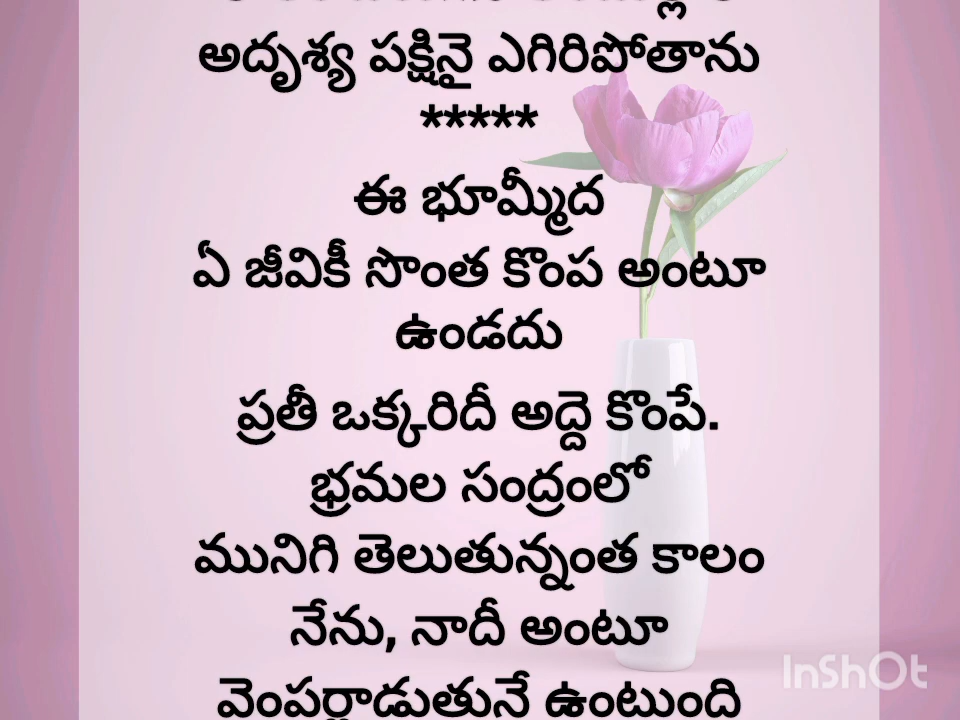 అదృశ్య పక్షినై ఎగిరిపోతాను
*****
ఈ భూమ్మీద
ఏ జీవికీ సొంత కొంప అంటూ
ఉండదు
ప్రతీ ఒక్కరిదీ అద్దె కొంపే.
భ్రమల సంద్రంలో
మునిగి తెలుతున్నంత కాలం
నేను, నాదీ అంటూ
వెంపర్లాడుతునే ఉంటుంది
InShOt